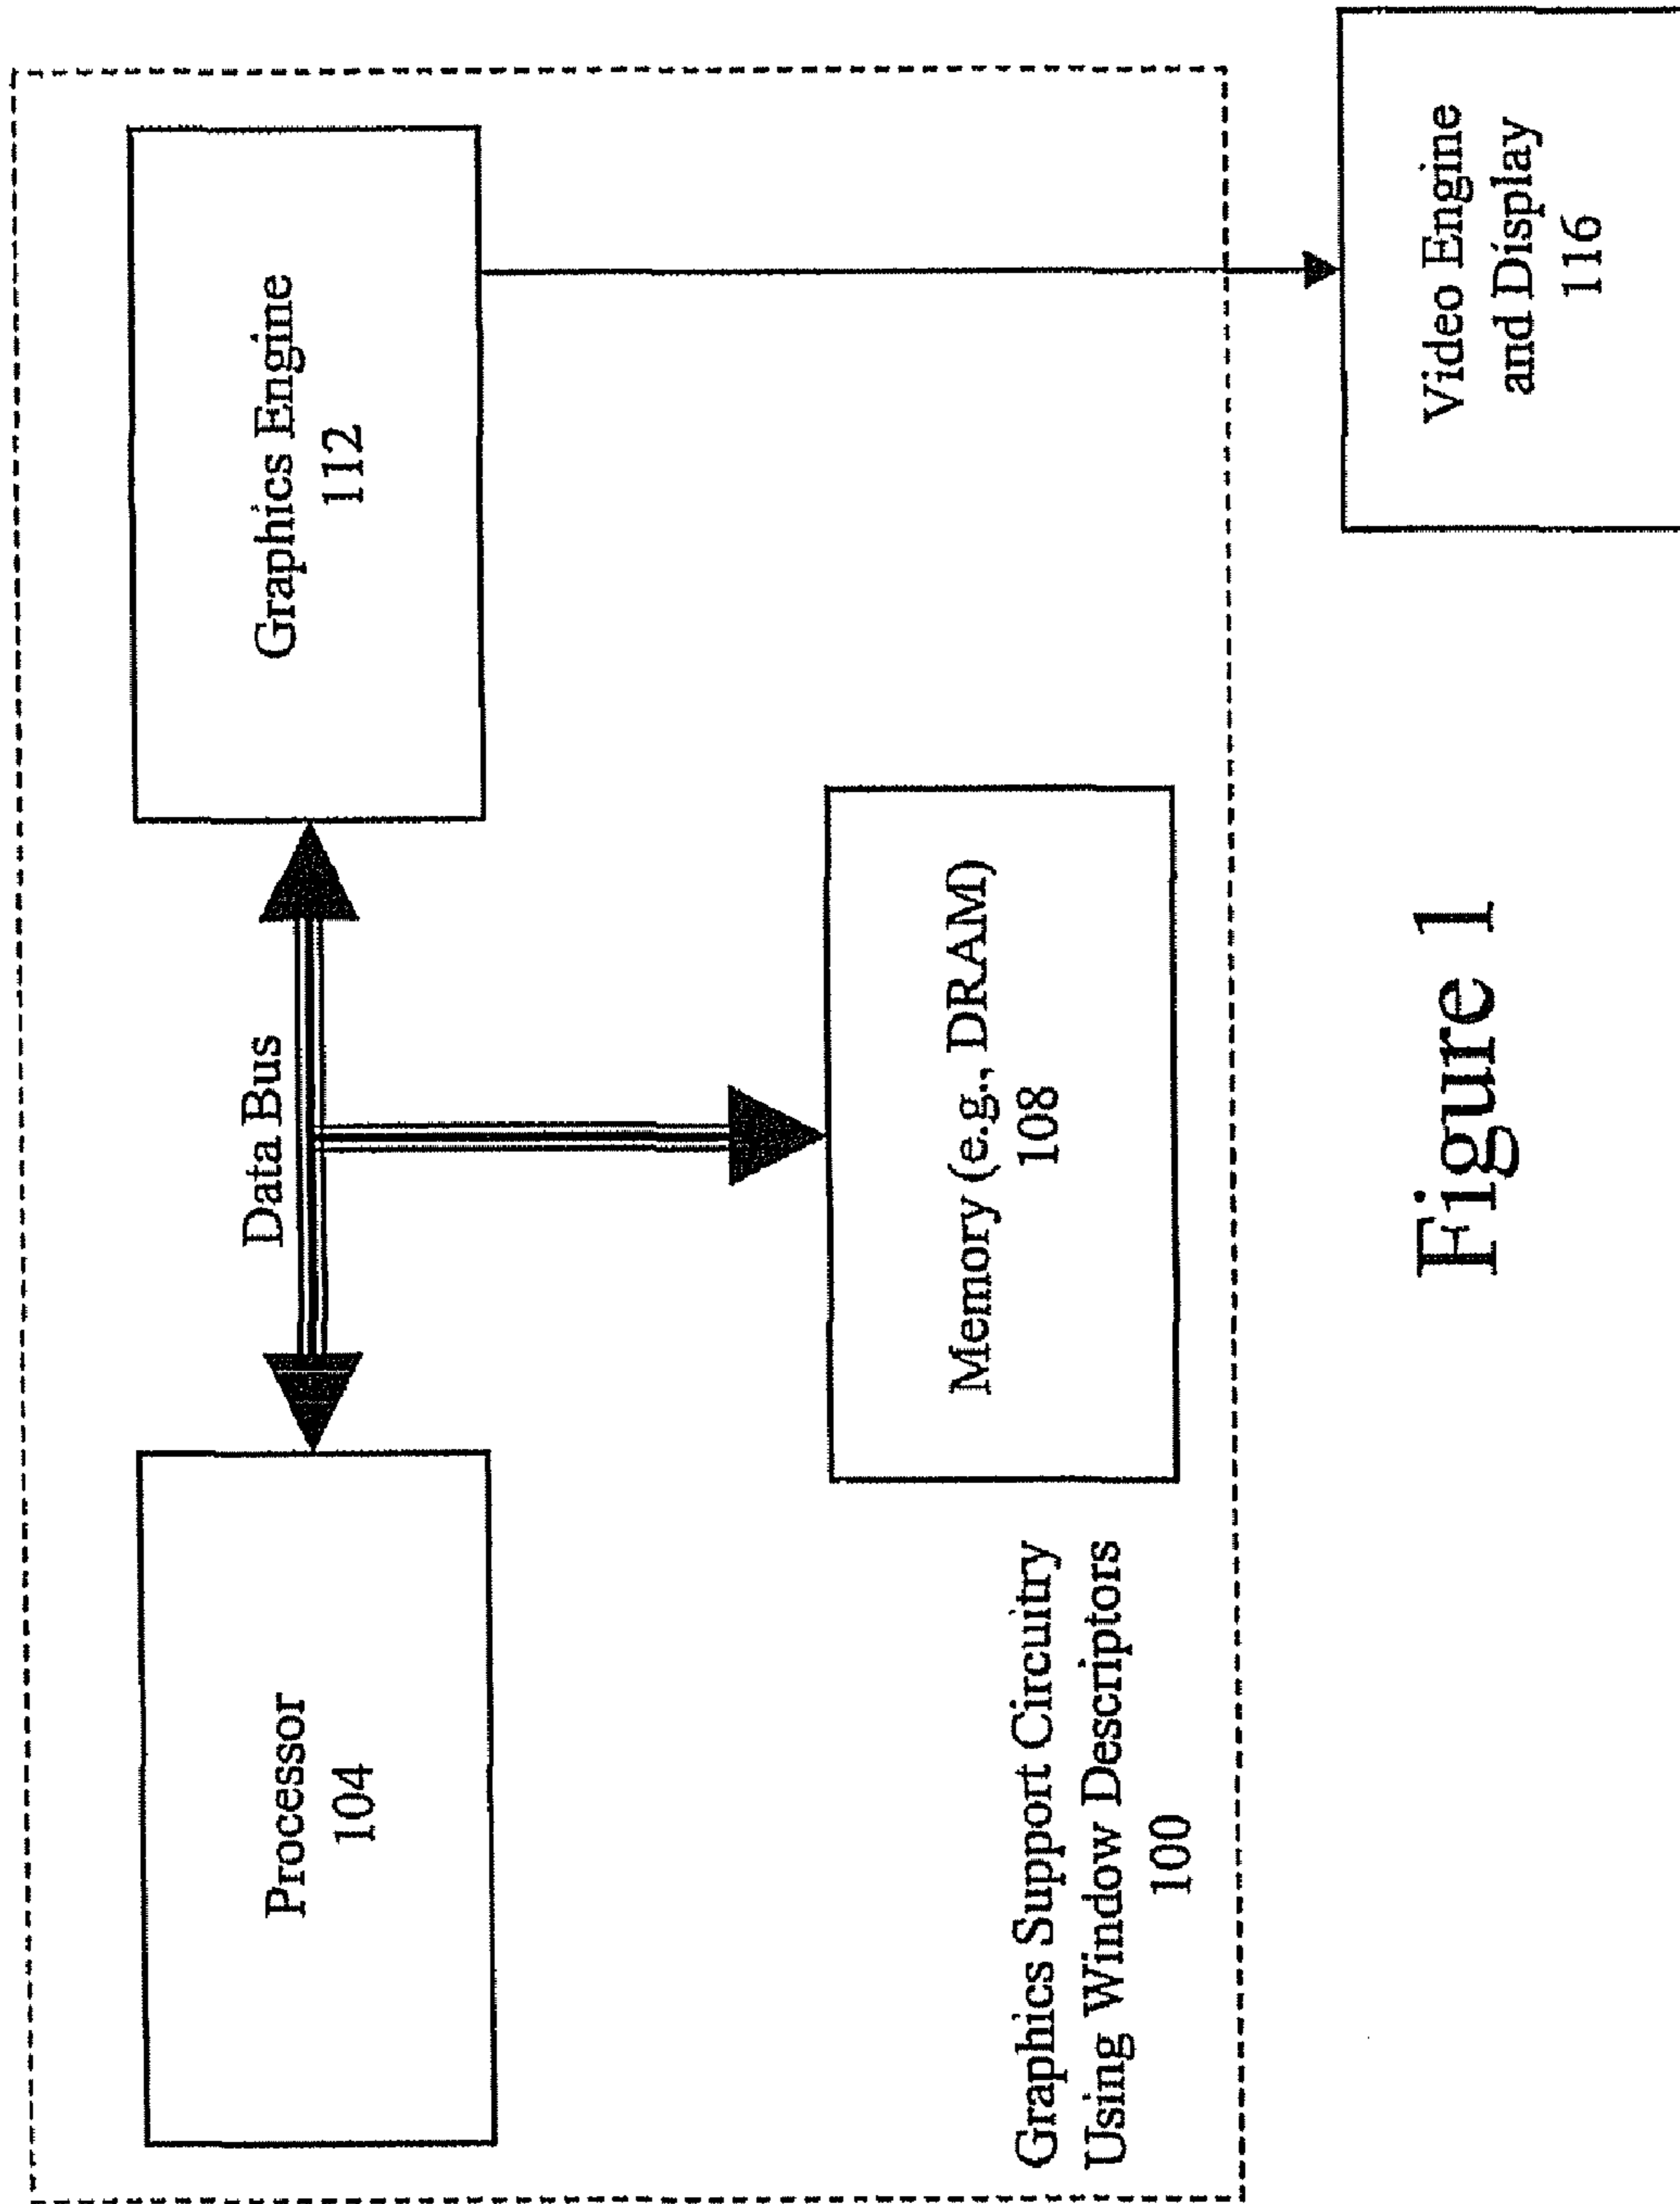 Processor
104
Data Bus
Graphics Engine
112
Memory (e.g., DRAM)
108
Graphics Support Circuitry
Using Window Descriptors
100
Video Engine
and Display
116
Figure 1